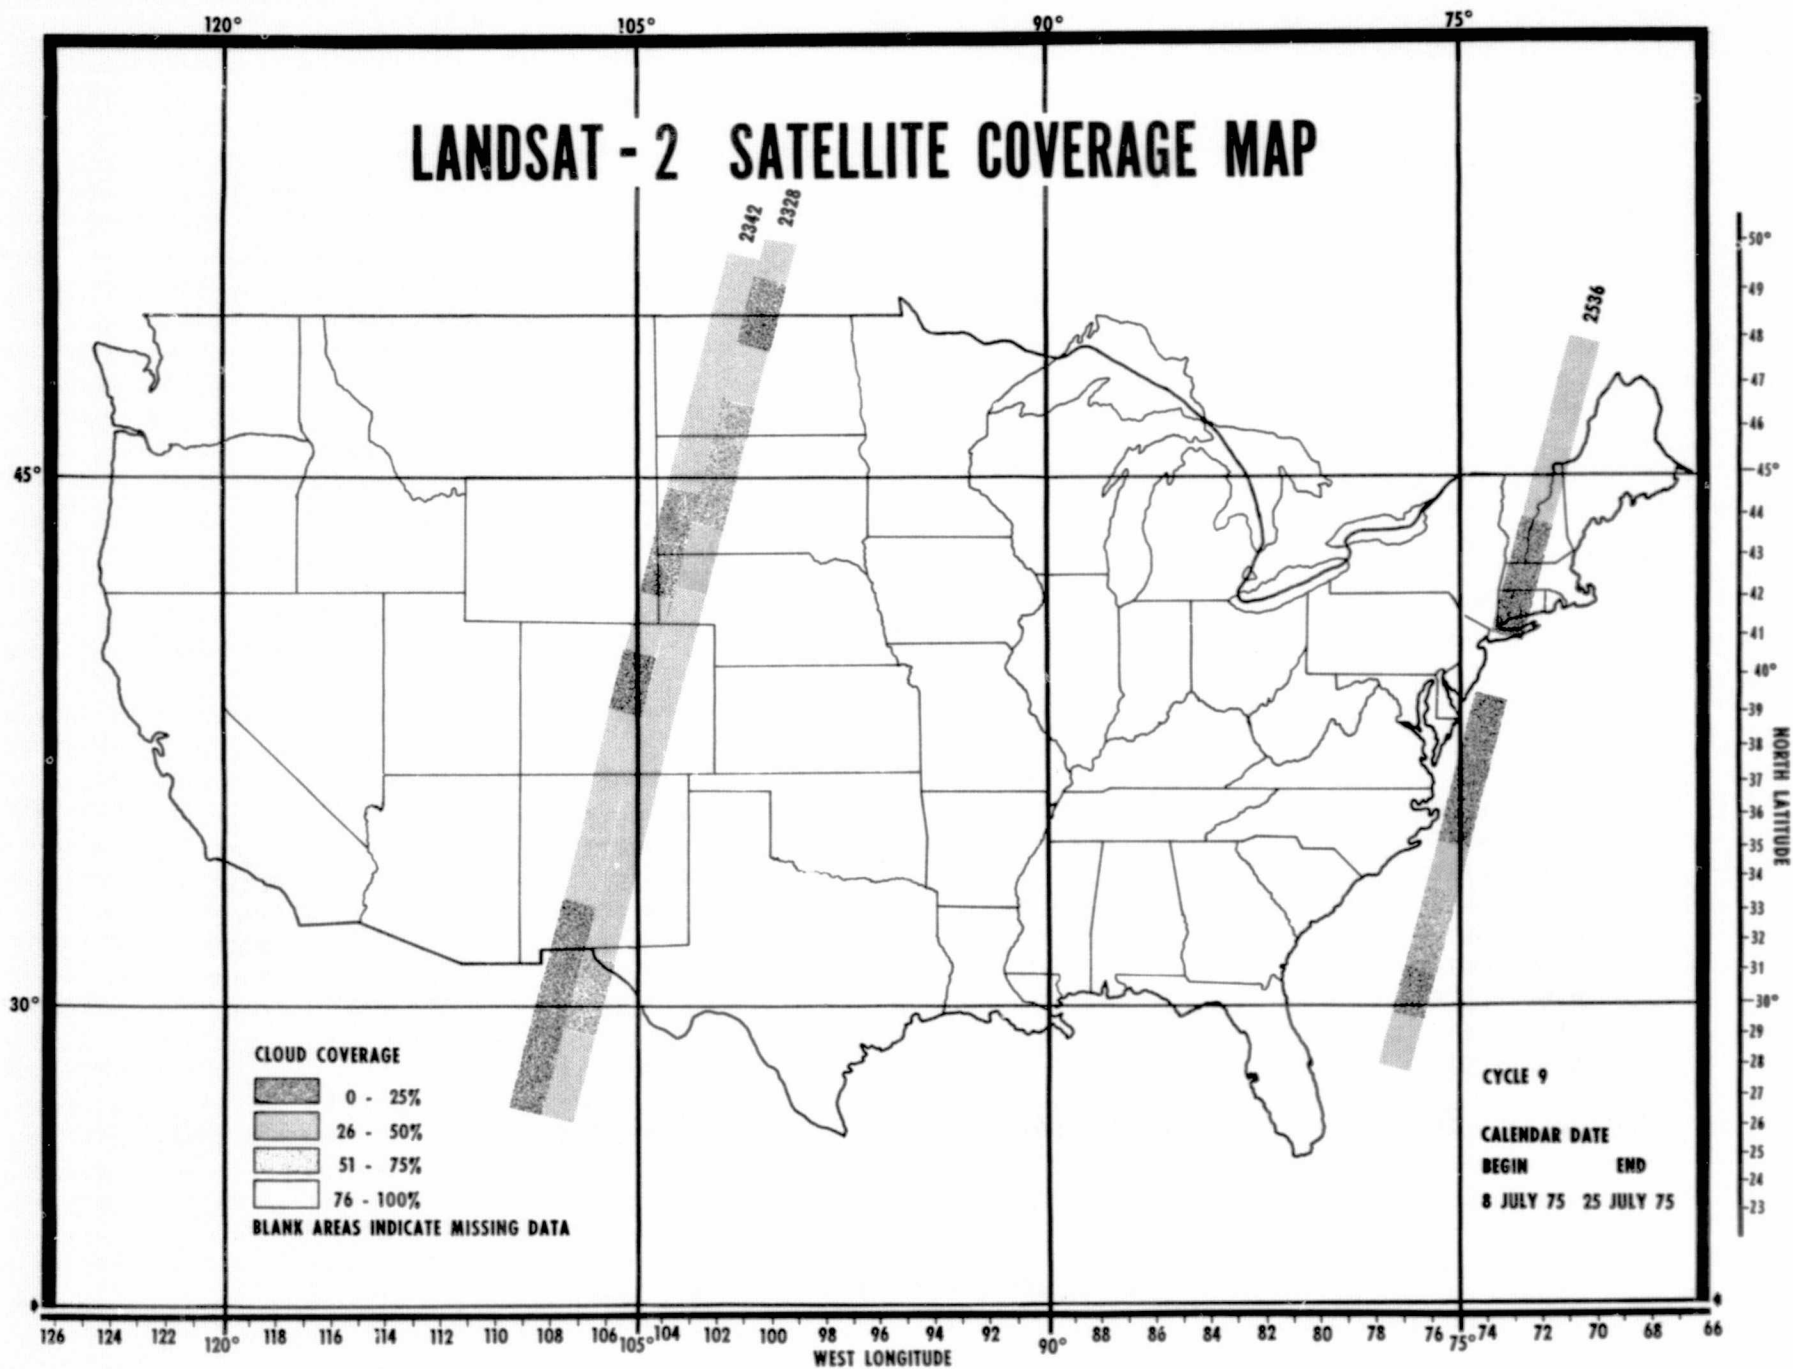 120° 105° 90° 75°
LANDSAT - 2 SATELLITE COVERAGE MAP
2342 2328
2536
45°
30°
50°
49
48
47
46
45°
44
43
42
41
40°
39
38
37
36
35
34
33
32
31
30°
29
28
27
26
25
24
23
NORTH LATITUDE
CLOUD COVERAGE
0 - 25%
26 - 50%
51 - 75%
76 - 100%
BLANK AREAS INDICATE MISSING DATA
CYCLE 9
CALENDAR DATE
BEGIN END
8 JULY 75 25 JULY 75
126 124 122 120° 118 116 114 112 110 108 106 105° 104 102 100 98 96 94 92 90° 88 86 84 82 80 78 76 75° 74 72 70 68 66
WEST LONGITUDE